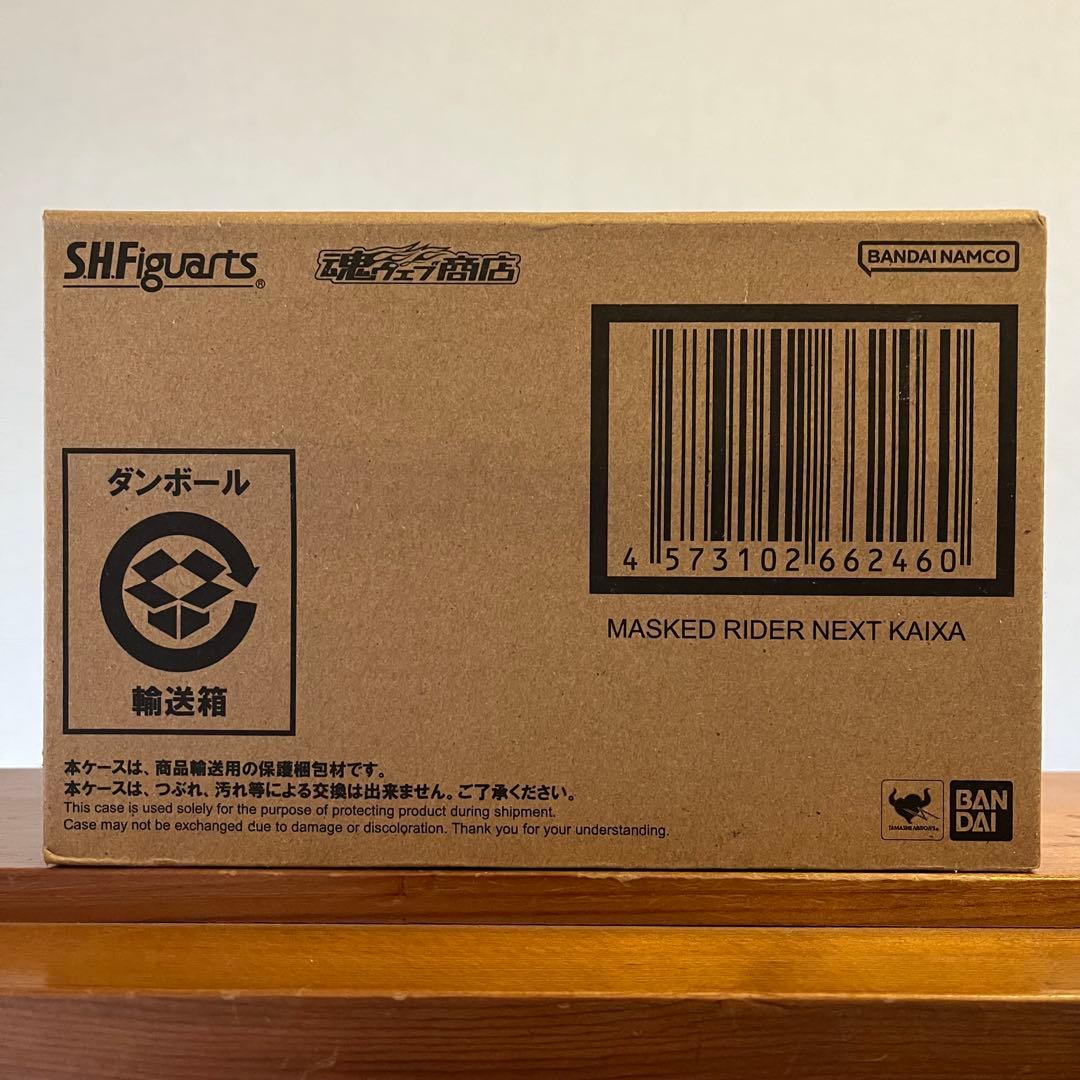 S.H.Figuarts®
魂ウェブ商店
BANDAI NAMCO
4 573102 662460
MASKED RIDER NEXT KAIXA
ダンボール
輸送箱
本ケースは、商品輸送用の保護梱包材です。
本ケースは、つぶれ、汚れ等による交換は出来ません。ご了承ください。
This case is used solely for the purpose of protecting product during shipment.
Case may not be exchanged due to damage or discoloration. Thank you for your understanding.
TAMASHII NATIONS
BAN
DAI